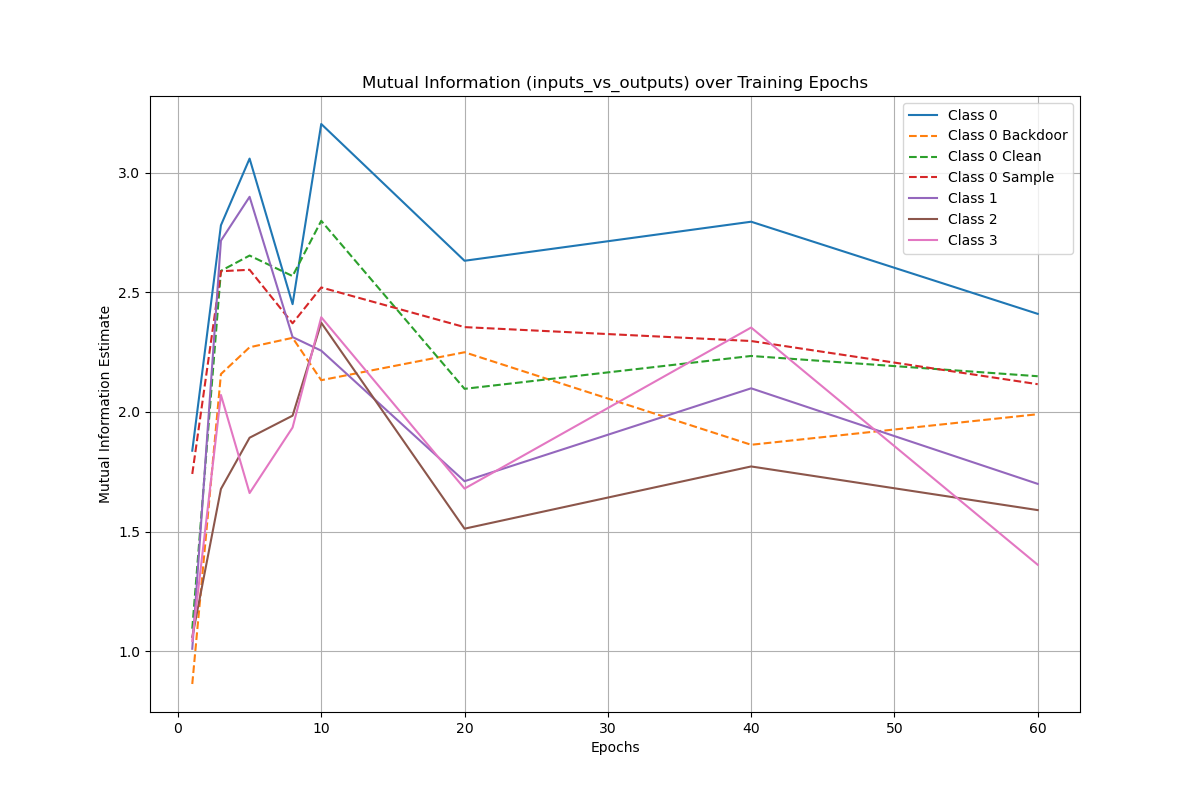 Mutual Information (inputs_vs_outputs) over Training Epochs
Class 0
Class 0 Backdoor
Class 0 Clean
Class 0 Sample
Class 1
Class 2
Class 3
Mutual Information Estimate
3.0
2.5
2.0
1.5
1.0
0 10 20 30 40 50 60
Epochs